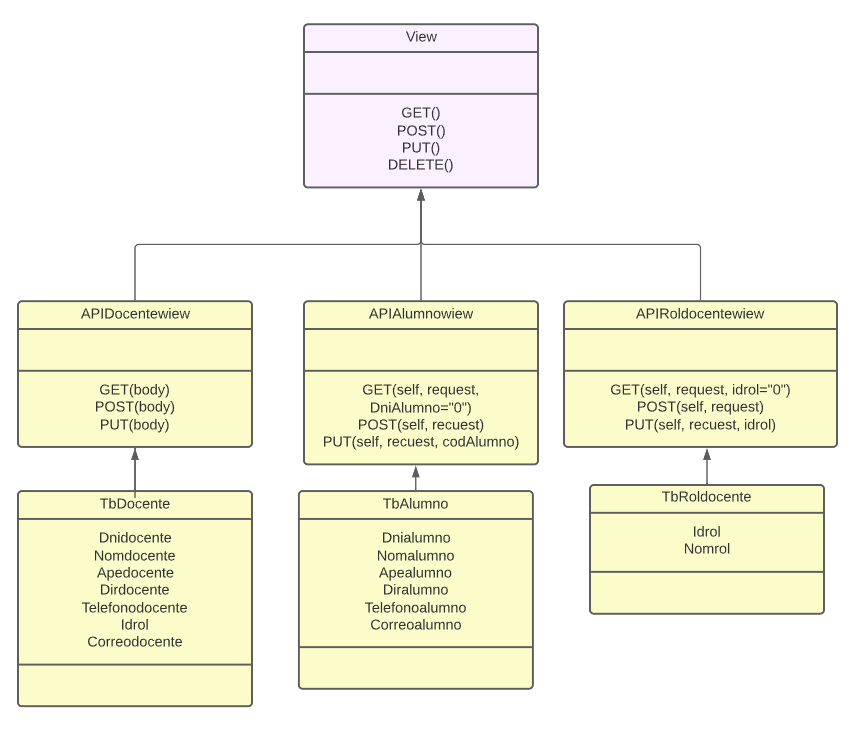 View
GET()
POST()
PUT()
DELETE()
APIDocentewiew
GET(body)
POST(body)
PUT(body)
APIAlumnowiew
GET(self, request,
DniAlumno="0")
POST(self, recuest)
PUT(self, recuest, codAlumno)
APIRoldocentewiew
GET(self, request, idrol="0")
POST(self, request)
PUT(self, recuest, idrol)
TbDocente
Dnidocente
Nomdocente
Apedocente
Dirdocente
Telefonodocente
Idrol
Correodocente
TbAlumno
Dnialumno
Nomalumno
Apealumno
Diralumno
Telefonoalumno
Correoalumno
TbRoldocente
Idrol
Nomrol